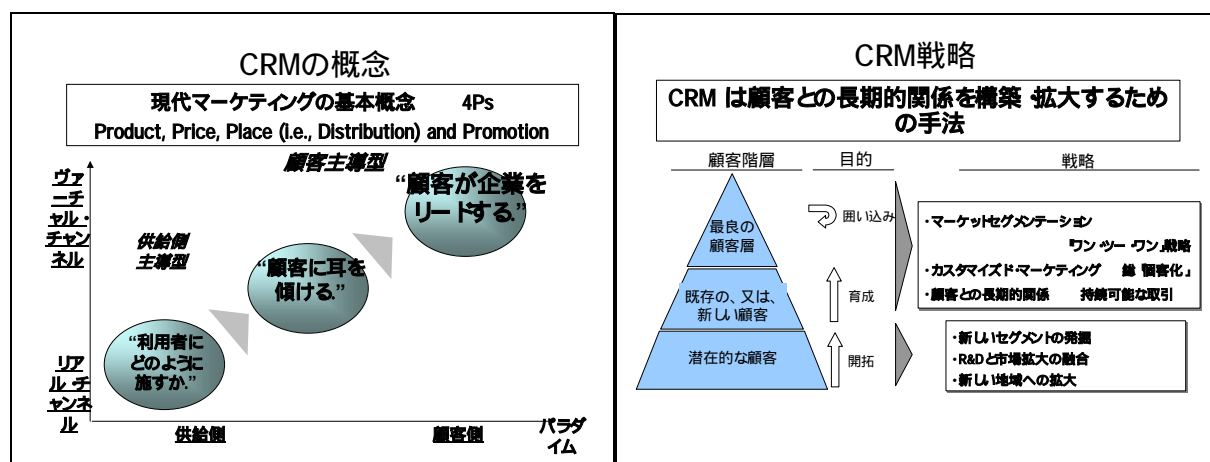 CRMの概念
現代マーケティングの基本概念 4Ps
Product, Price, Place (i.e., Distribution) and Promotion
ヴァ
ーチ
ャル・
チャン
ネル
リア
ル・チ
ャンネ
ル
供給側
主導型
顧客主導型
“利用者に
どのように
施すか.”
“顧客に耳を
傾ける.”
“顧客が企業を
リードする.”
供給側
顧客側
パラダ
イム
CRM戦略
CRM は顧客との長期的関係を構築・拡大するため
の手法
顧客階層
目的
戦略
最良の
顧客層
既存の、又は、
新しい顧客
潜在的な顧客
囲い込み
育成
開拓
・マーケットセグメンテーション
『ワン・ツー・ワン』戦略
・カスタマイズド・マーケティング 総「個客化」
・顧客との長期的関係 持続可能な取引
・新しいセグメントの発掘
・R&Dと市場拡大の融合
・新しい地域への拡大